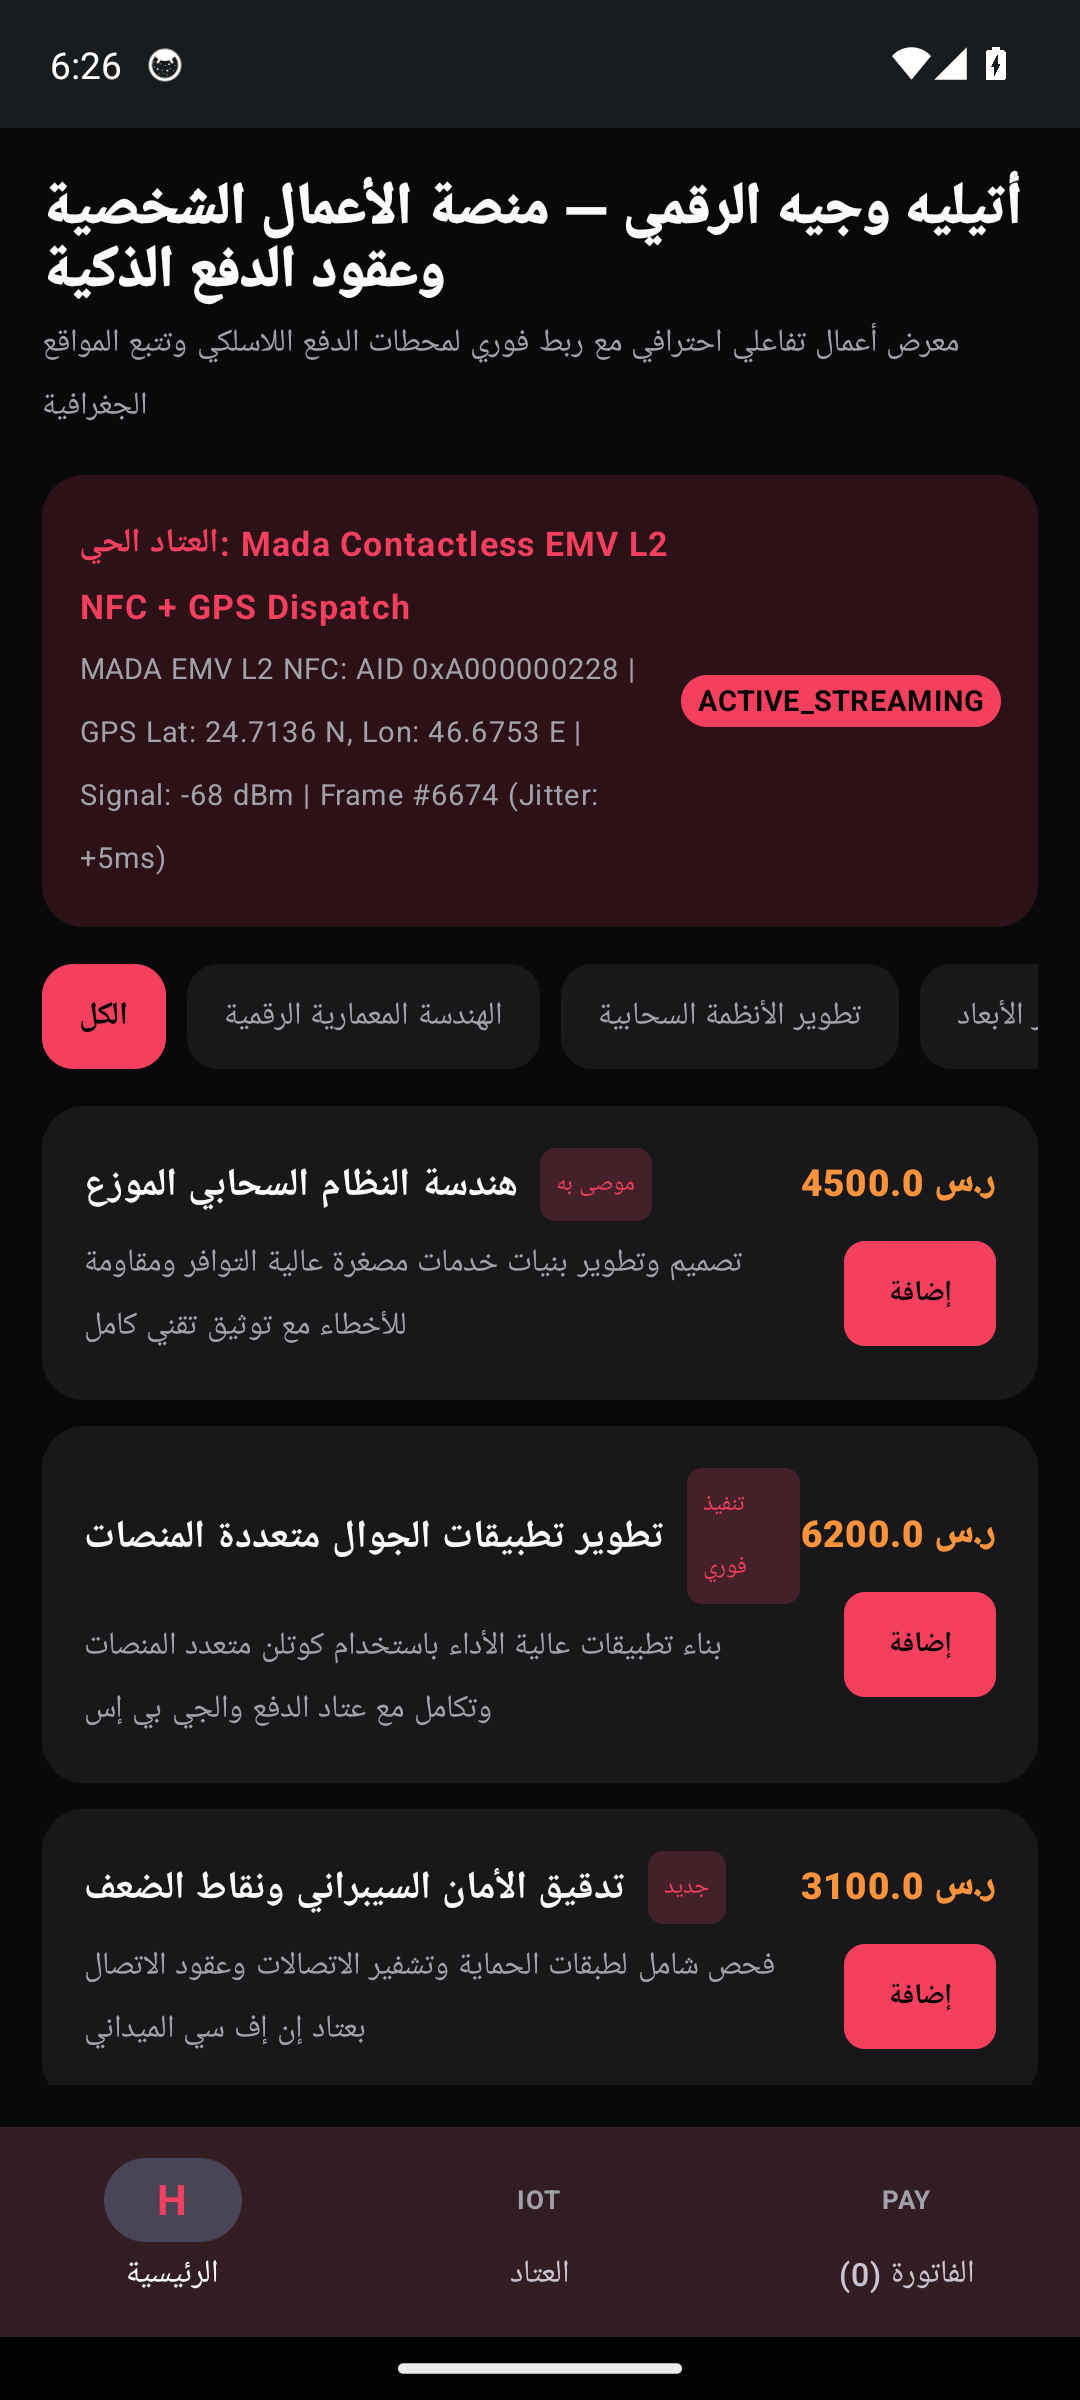 6:26
أتيليه وجيه الرقمي — منصة الأعمال الشخصية
وعقود الدفع الذكية
معرض أعمال تفاعلي احترافي مع ربط فوري لمحطات الدفع اللاسلكي وتتبع المواقع
الجغرافية
العتاد الحي: Mada Contactless EMV L2
NFC + GPS Dispatch
MADA EMV L2 NFC: AID 0xA000000228 |
GPS Lat: 24.7136 N, Lon: 46.6753 E |
Signal: -68 dBm | Frame #6674 (Jitter:
+5ms)
ACTIVE_STREAMING
الكل
الهندسة المعمارية الرقمية
تطوير الأنظمة السحابية
الأبعاد
هندسة النظام السحابي الموزع
موصى به
4500.0 ر.س
تصميم وتطوير بنيات خدمات مصغرة عالية التوافر ومقاومة
للأخطاء مع توثيق تقني كامل
إضافة
تطوير تطبيقات الجوال متعددة المنصات
تنفيذ
فوري
6200.0 ر.س
بناء تطبيقات عالية الأداء باستخدام كوتلن متعدد المنصات
وتكامل مع عتاد الدفع والجي بي إس
إضافة
تدقيق الأمان السيبراني ونقاط الضعف
جديد
3100.0 ر.س
فحص شامل لطبقات الحماية وتشفير الاتصالات وعقود الاتصال
بعتاد إن إف سي الميداني
إضافة
H
الرئيسية
IOT
العتاد
PAY
الفاتورة (0)